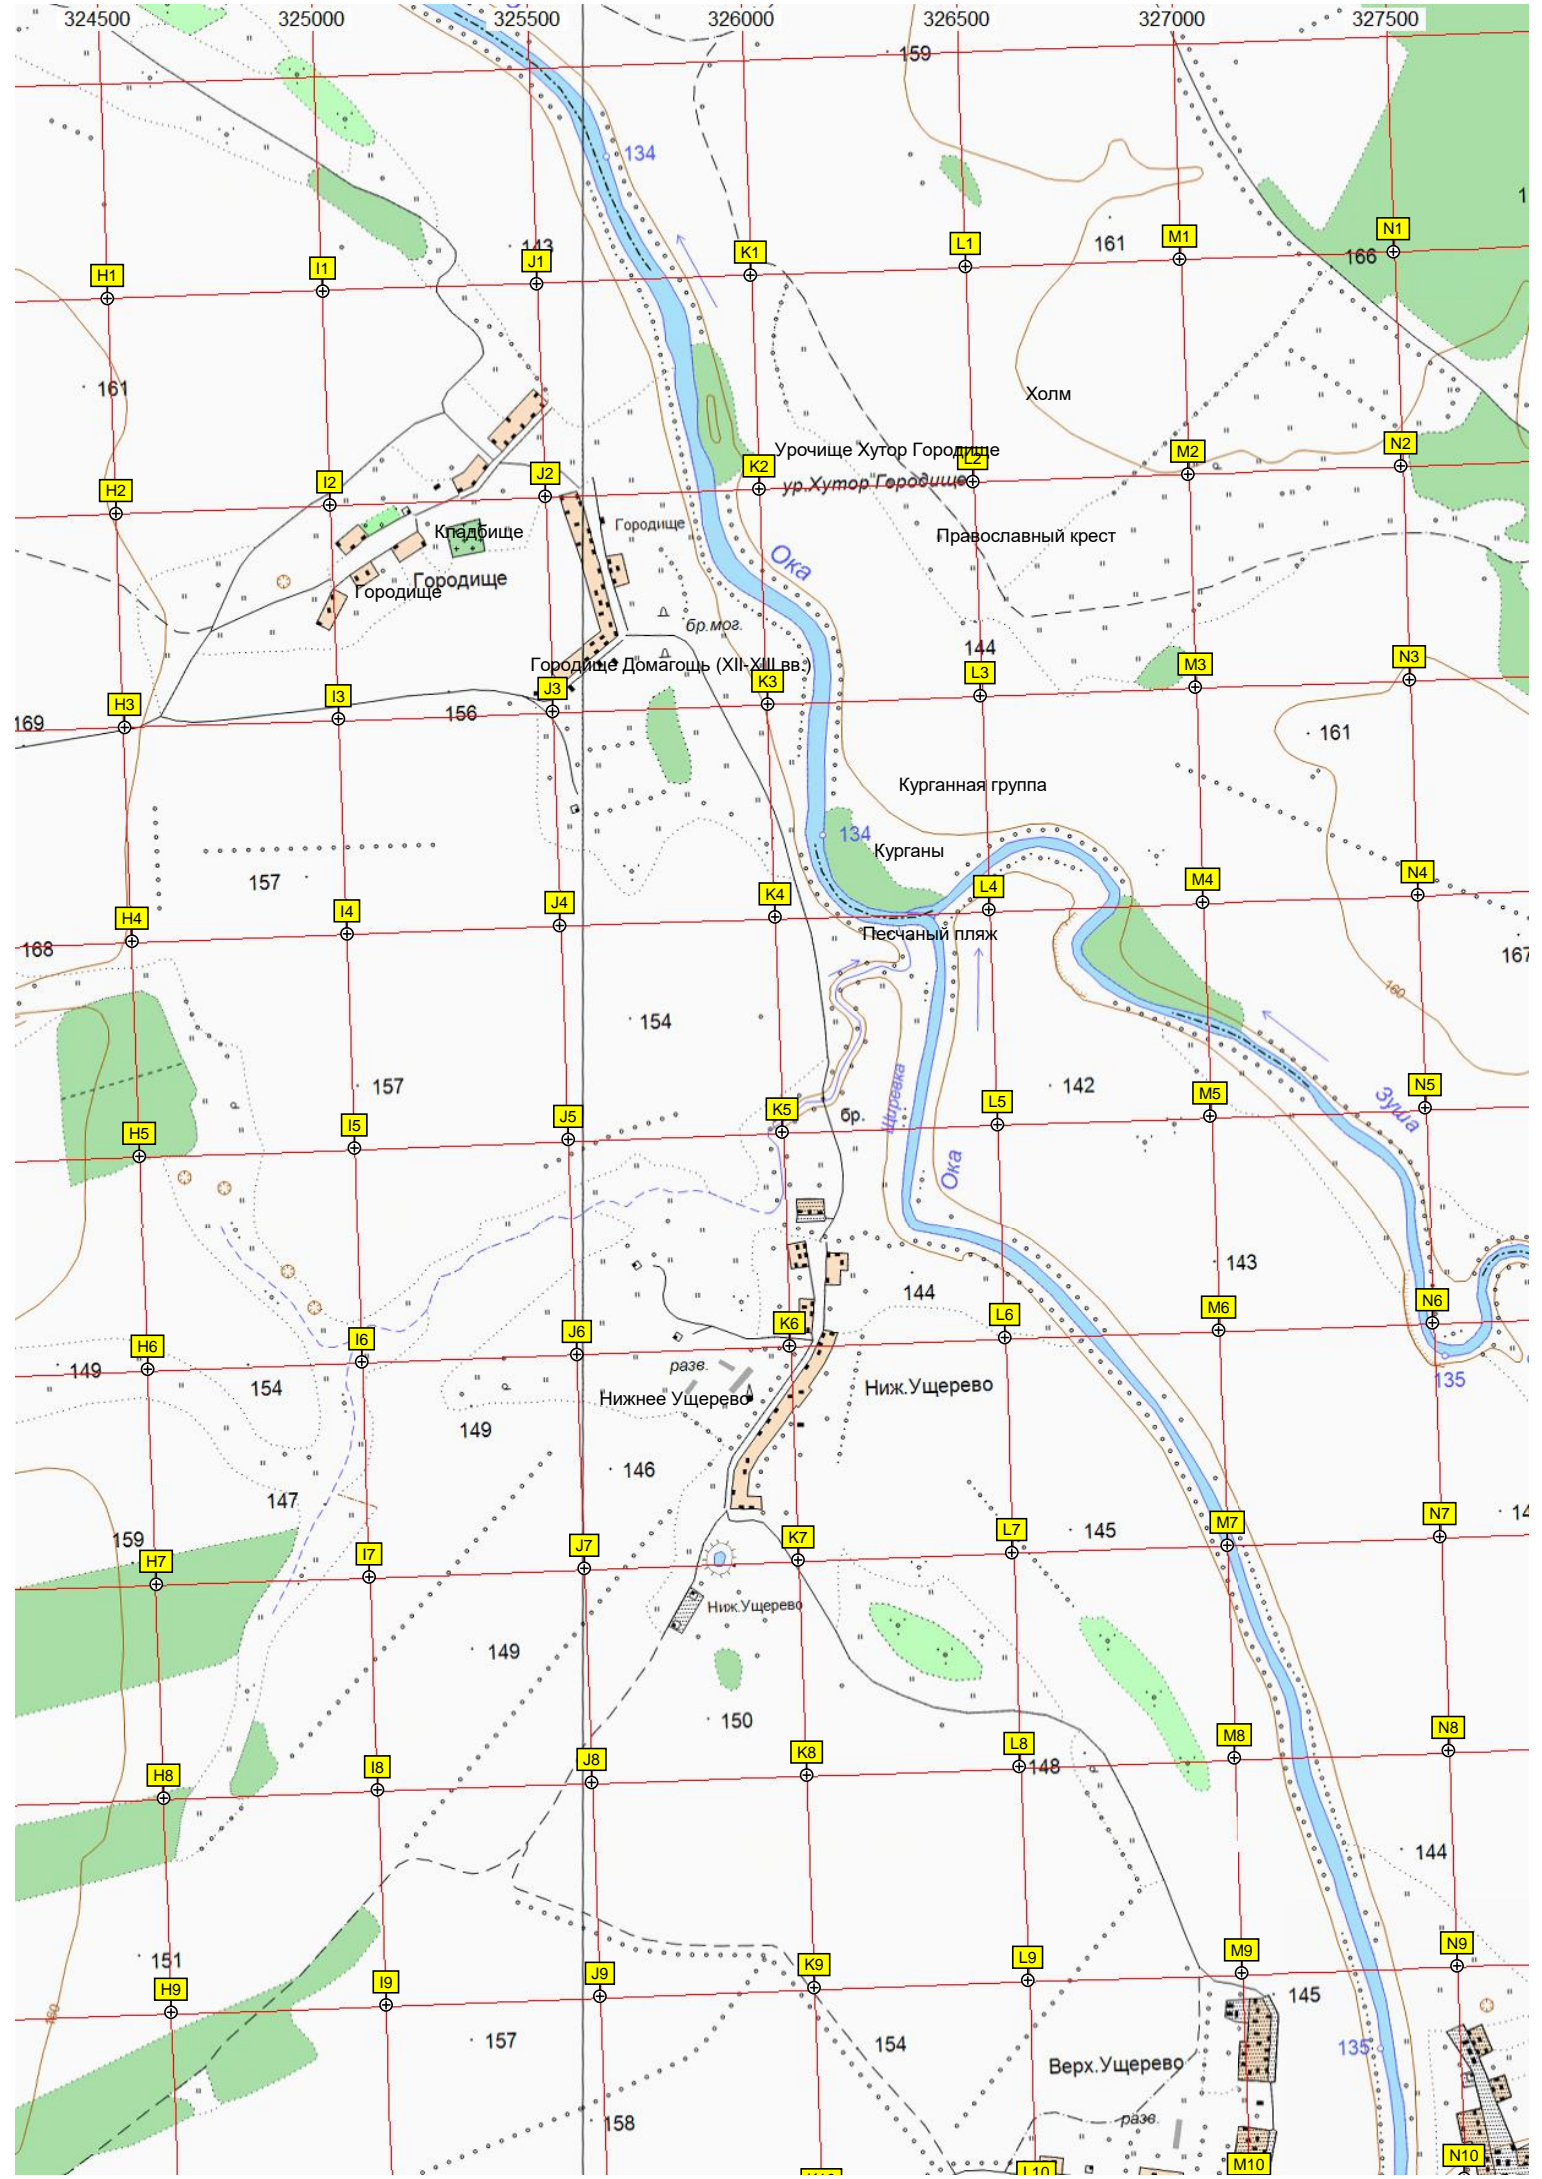 324500 325000 325500 326000 326500 327000 327500
159
134
143
161
166
N1
M1
L1
K1
J1
I1
H1
161
Холм
Урочище Хутор Городище
N2
M2
L2
K2
ур.Хутор Городище
J2
I2
H2
Городище
Кладбище
Православный крест
Ока
Городище
Городище
бр.мог.
144
Городище Домагощь (XII-XIII вв.)
N3
M3
L3
K3
J3
I3
H3
169
156
161
Курганная группа
134
Курганы
157
N4
M4
L4
K4
J4
I4
H4
Песчаный пляж
168
167
160
154
157
142
Щиревка
Зуша
N5
M5
L5
K5
J5
I5
H5
бр.
Ока
143
144
N6
M6
L6
K6
J6
I6
H6
149
154
разв.
Нижнее Ущерево
Ниж.Ущерево
135
149
146
147
145
159
N7
M7
L7
K7
J7
I7
H7
Ниж.Ущерево
149
150
N8
M8
L8
K8
J8
I8
H8
148
144
151
N9
M9
L9
K9
J9
I9
H9
160
145
157
154
135
Верх.Ущерево
разв.
158
N10
M10
L10